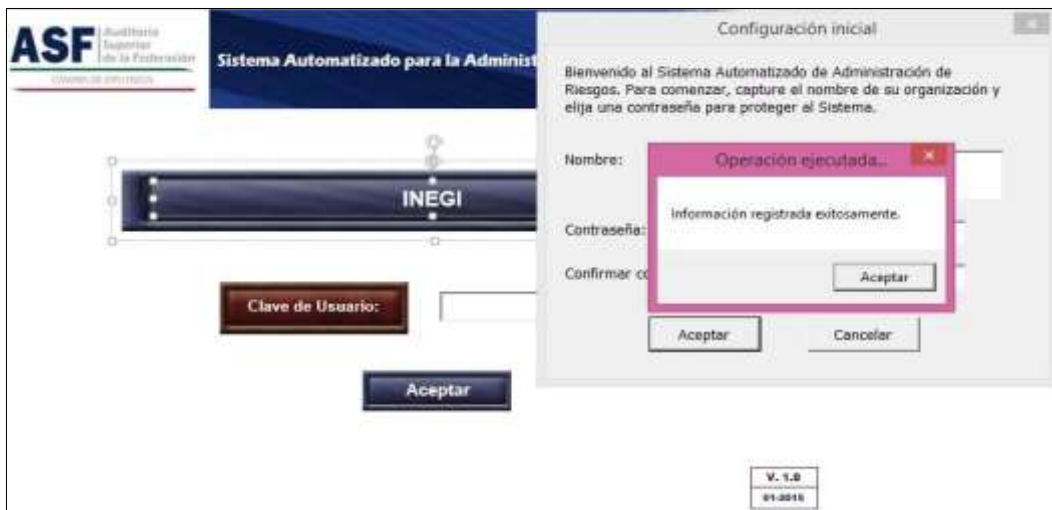 ASF
Auditoría
Superior
de la Federación
CÁMARA DE DIPUTADOS
Sistema Automatizado para la Administ
INEGI
Clave de Usuario:
Aceptar
Configuración inicial
Bienvenido al Sistema Automatizado de Administración de
Riesgos. Para comenzar, capture el nombre de su organización y
elija una contraseña para proteger al Sistema.
Nombre:
Contraseña:
Confirmar co
Operación ejecutada...
Información registrada exitosamente.
Aceptar
Aceptar
Cancelar
V. 1.0
01-2015